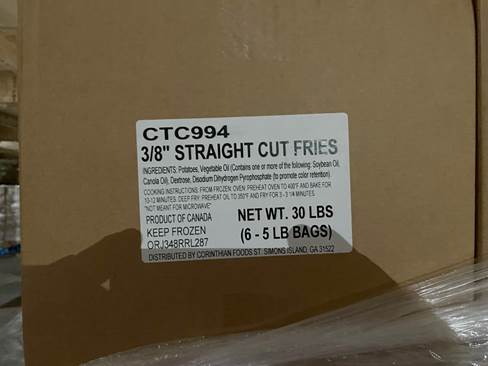 CTC994
3/8" STRAIGHT CUT FRIES
INGREDIENTS: Potatoes, Vegetable Oil (Contains one or more of the following: Soybean Oil,
Canola Oil), Dextrose, Disodium Dihydrogen Pyrophosphate (to promote color retention).
COOKING INSTRUCTIONS: FROM FROZEN. OVEN: PREHEAT OVEN TO 400°F AND BAKE FOR
10-12 MINUTES. DEEP FRY: PREHEAT OIL TO 350°F AND FRY FOR 3 - 3 1/4 MINUTES.
*NOT MEANT FOR MICROWAVE*
PRODUCT OF CANADA
NET WT. 30 LBS
KEEP FROZEN
(6 - 5 LB BAGS)
ORJ348RRL287
DISTRIBUTED BY CORINTHIAN FOODS ST. SIMONS ISLAND, GA 31522